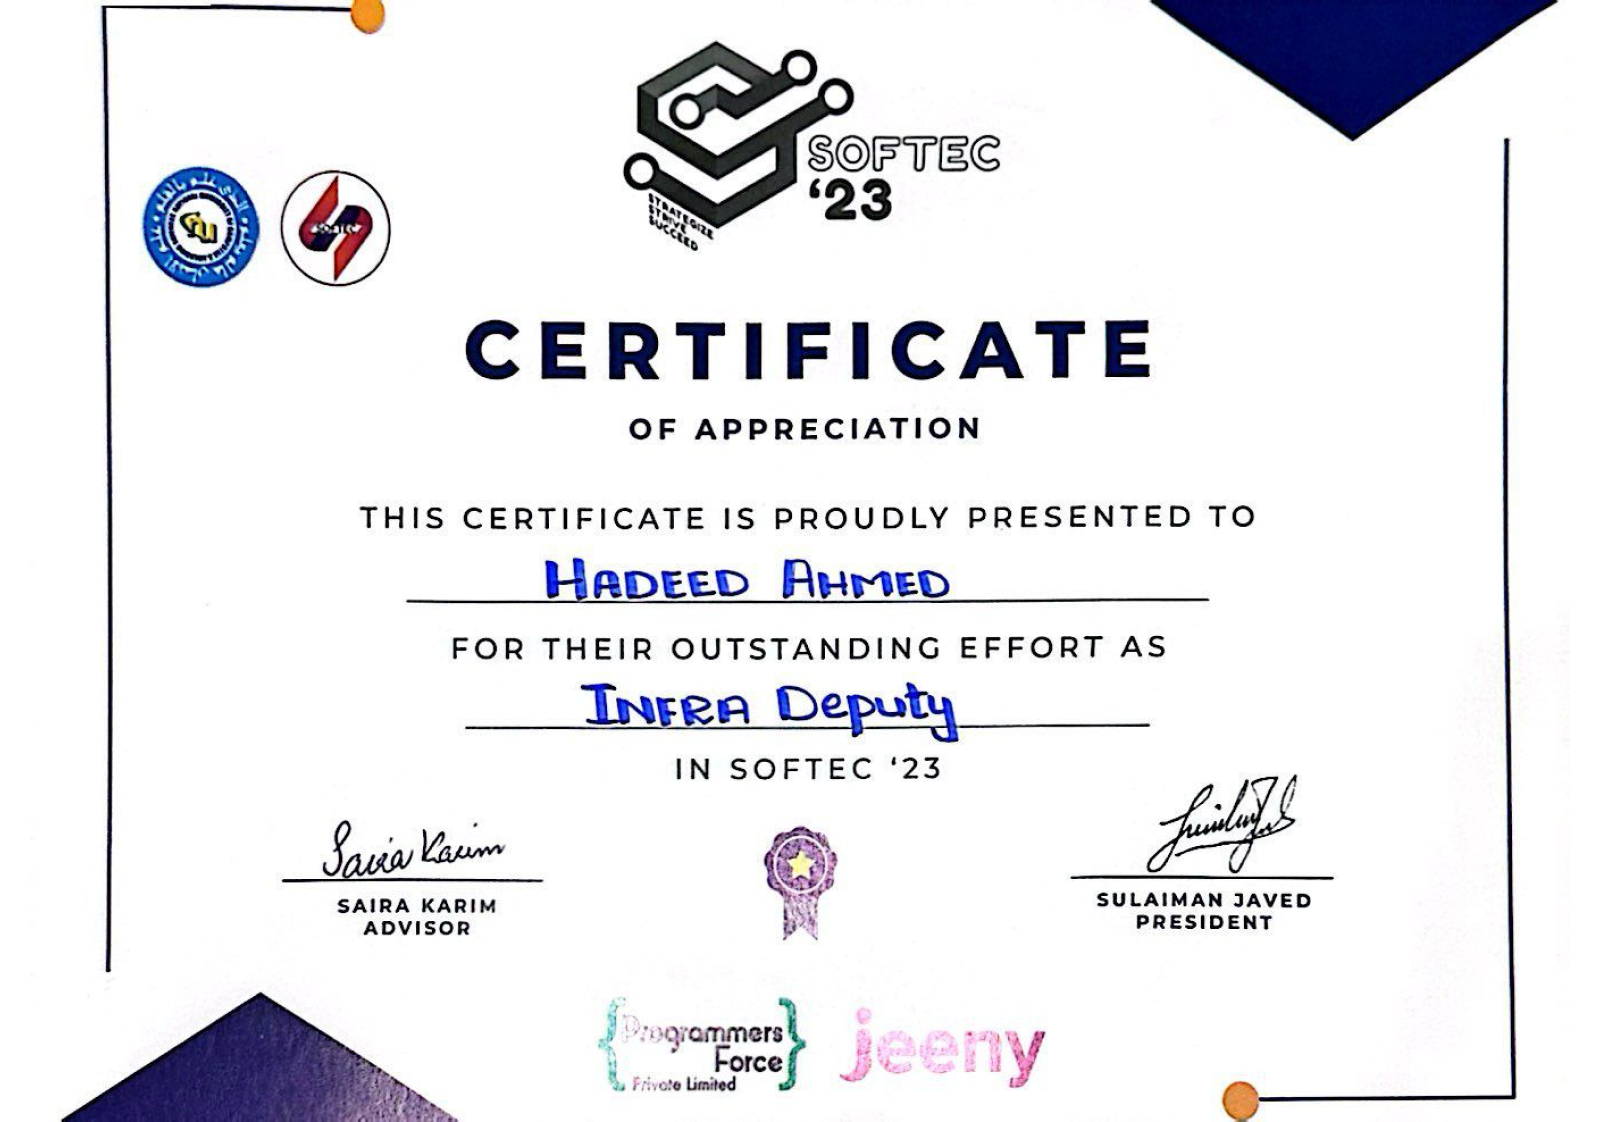 SOFTEC
'23
STRATEGIZE
STRIVE
SUCCEED
SOFTEC
CERTIFICATE
OF APPRECIATION
THIS CERTIFICATE IS PROUDLY PRESENTED TO
HADEED AHMED
FOR THEIR OUTSTANDING EFFORT AS
INFRA Deputy
IN SOFTEC '23
Saira Karim
SAIRA KARIM
ADVISOR
SULAIMAN JAVED
PRESIDENT
Programmers
Force
Private Limited
jeeny